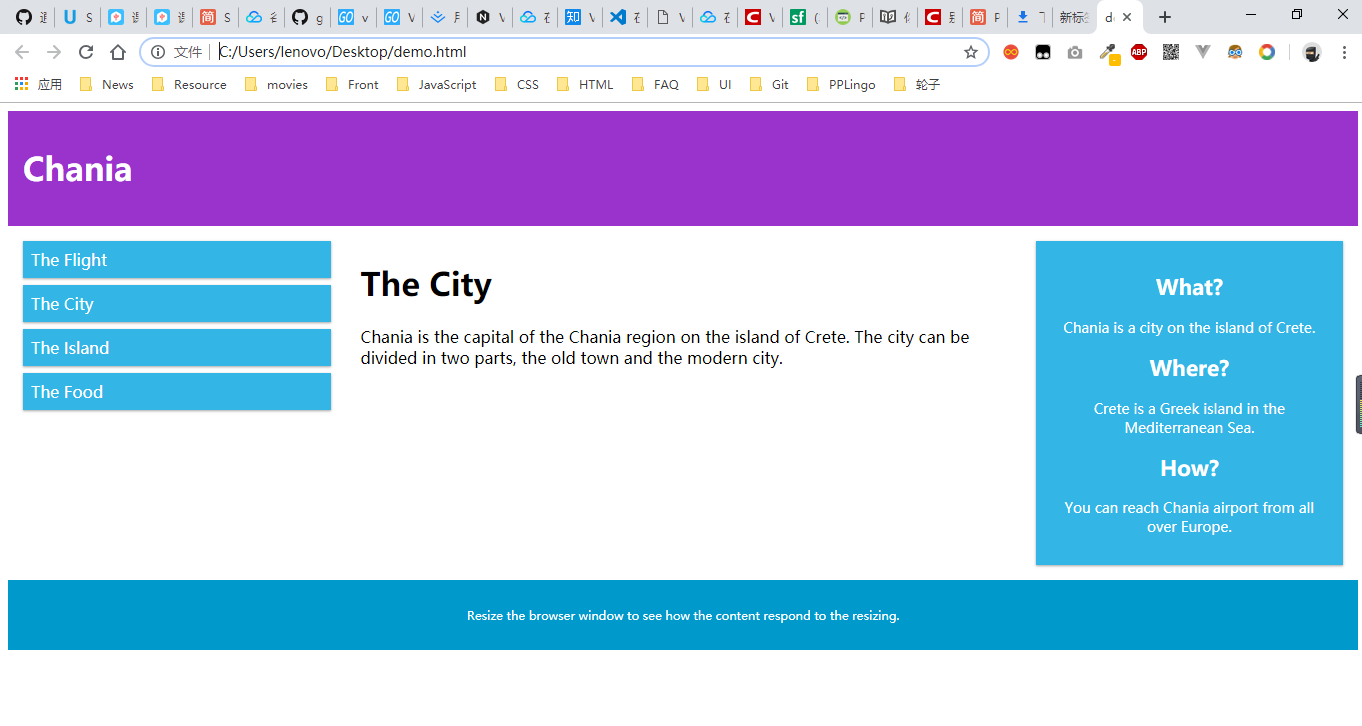 新标
文件 C:/Users/lenovo/Desktop/demo.html
ABP
应用 News Resource movies Front JavaScript CSS HTML FAQ UI Git PPLingo 轮子
Chania
The Flight
The City
The Island
The Food
The City
Chania is the capital of the Chania region on the island of Crete. The city can be
divided in two parts, the old town and the modern city.
What?
Chania is a city on the island of Crete.
Where?
Crete is a Greek island in the
Mediterranean Sea.
How?
You can reach Chania airport from all
over Europe.
Resize the browser window to see how the content respond to the resizing.